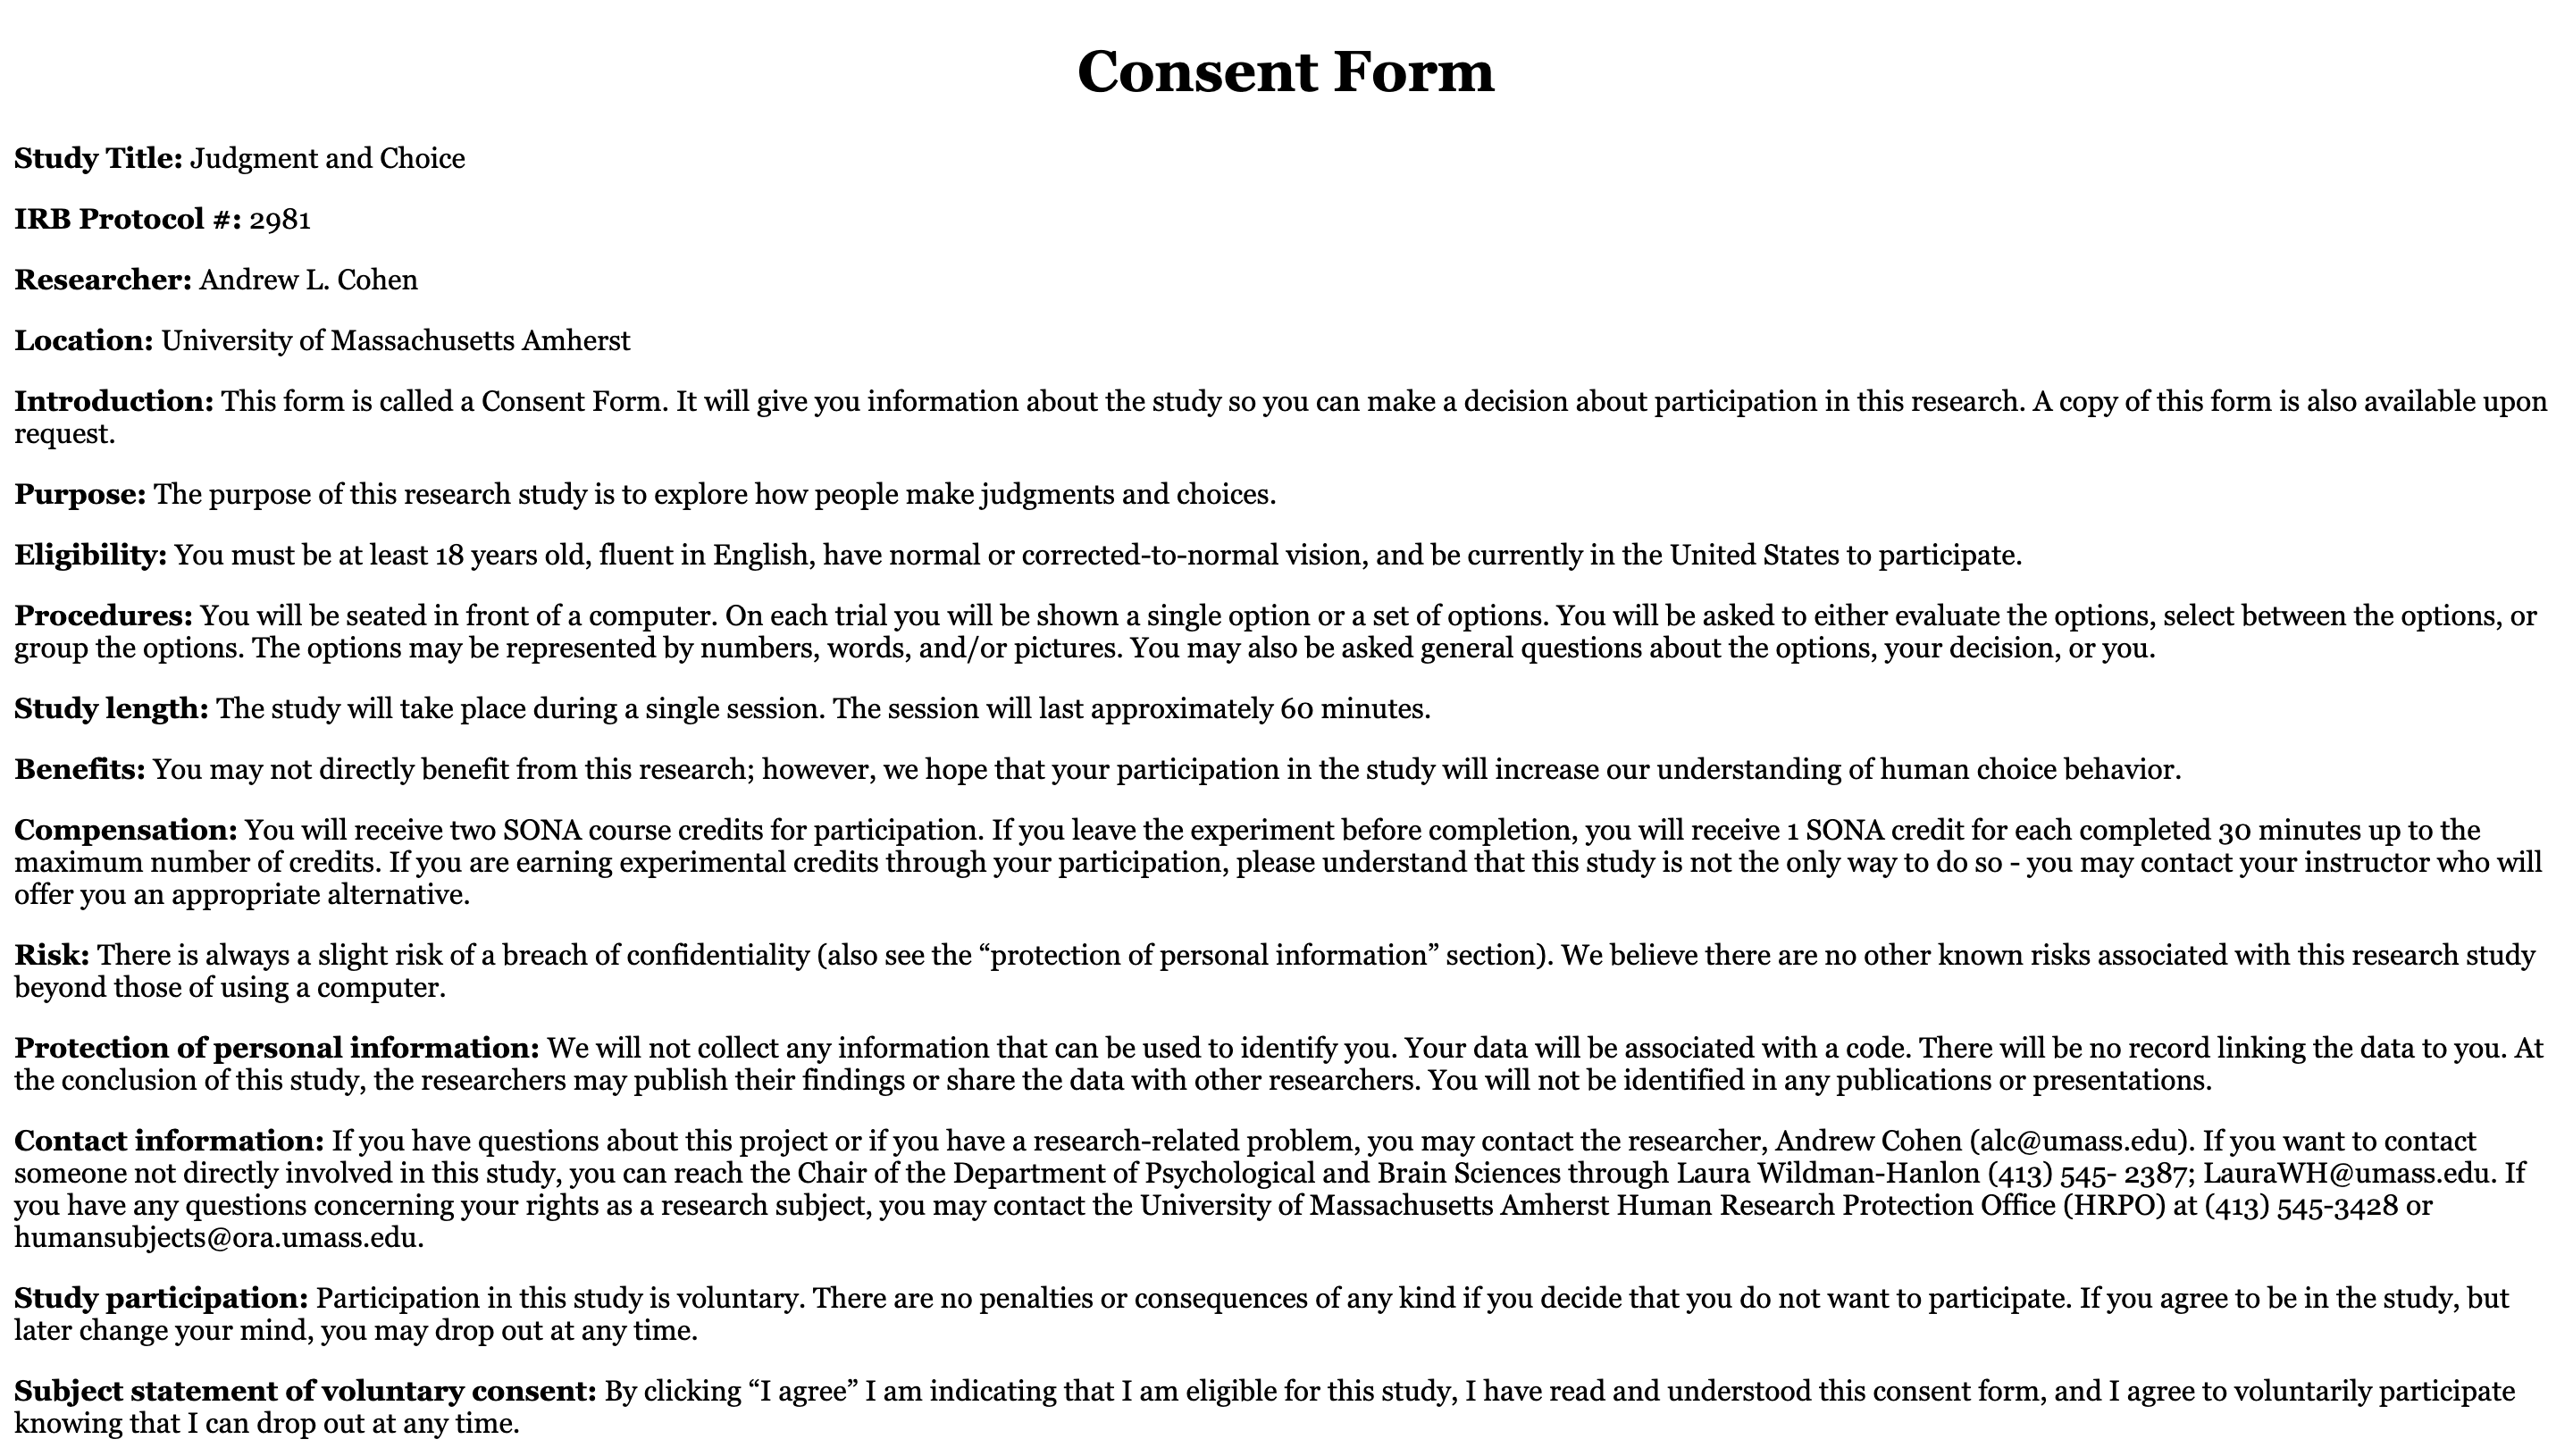 Consent Form
Study Title: Judgment and Choice
IRB Protocol #: 2981
Researcher: Andrew L. Cohen
Location: University of Massachusetts Amherst
Introduction: This form is called a Consent Form. It will give you information about the study so you can make a decision about participation in this research. A copy of this form is also available upon
request.
Purpose: The purpose of this research study is to explore how people make judgments and choices.
Eligibility: You must be at least 18 years old, fluent in English, have normal or corrected-to-normal vision, and be currently in the United States to participate.
Procedures: You will be seated in front of a computer. On each trial you will be shown a single option or a set of options. You will be asked to either evaluate the options, select between the options, or
group the options. The options may be represented by numbers, words, and/or pictures. You may also be asked general questions about the options, your decision, or you.
Study length: The study will take place during a single session. The session will last approximately 60 minutes.
Benefits: You may not directly benefit from this research; however, we hope that your participation in the study will increase our understanding of human choice behavior.
Compensation: You will receive two SONA course credits for participation. If you leave the experiment before completion, you will receive 1 SONA credit for each completed 30 minutes up to the
maximum number of credits. If you are earning experimental credits through your participation, please understand that this study is not the only way to do so - you may contact your instructor who will
offer you an appropriate alternative.
Risk: There is always a slight risk of a breach of confidentiality (also see the “protection of personal information” section). We believe there are no other known risks associated with this research study
beyond those of using a computer.
Protection of personal information: We will not collect any information that can be used to identify you. Your data will be associated with a code. There will be no record linking the data to you. At
the conclusion of this study, the researchers may publish their findings or share the data with other researchers. You will not be identified in any publications or presentations.
Contact information: If you have questions about this project or if you have a research-related problem, you may contact the researcher, Andrew Cohen (alc@umass.edu). If you want to contact
someone not directly involved in this study, you can reach the Chair of the Department of Psychological and Brain Sciences through Laura Wildman-Hanlon (413) 545- 2387; LauraWH@umass.edu. If
you have any questions concerning your rights as a research subject, you may contact the University of Massachusetts Amherst Human Research Protection Office (HRPO) at (413) 545-3428 or
humansubjects@ora.umass.edu.
Study participation: Participation in this study is voluntary. There are no penalties or consequences of any kind if you decide that you do not want to participate. If you agree to be in the study, but
later change your mind, you may drop out at any time.
Subject statement of voluntary consent: By clicking “I agree” I am indicating that I am eligible for this study, I have read and understood this consent form, and I agree to voluntarily participate
knowing that I can drop out at any time.